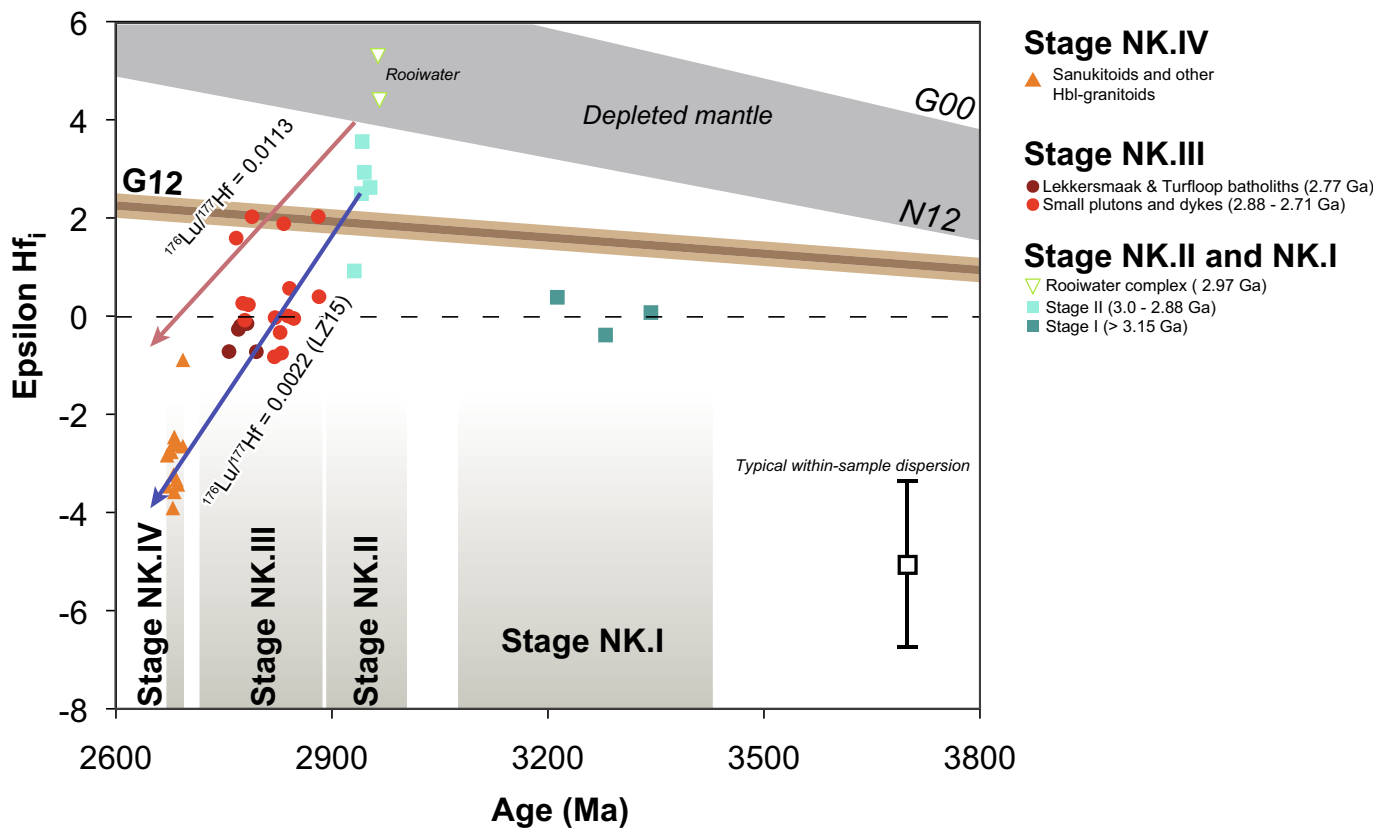 6
4
2
0
-2
-4
-6
-8
Epsilon Hfi
2600
2900
3200
3500
3800
Age (Ma)
Rooiwater
Depleted mantle
G00
N12
G12
176Lu/177Hf = 0.0113
176Lu/177Hf = 0.0022 (LZ15)
Typical within-sample dispersion
Stage NK.IV
Stage NK.III
Stage NK.II
Stage NK.I
Stage NK.IV
Sanukitoids and other
Hbl-granitoids
Stage NK.III
Lekkersmaak & Turfloop batholiths (2.77 Ga)
Small plutons and dykes (2.88 - 2.71 Ga)
Stage NK.II and NK.I
Rooiwater complex ( 2.97 Ga)
Stage II (3.0 - 2.88 Ga)
Stage I (> 3.15 Ga)